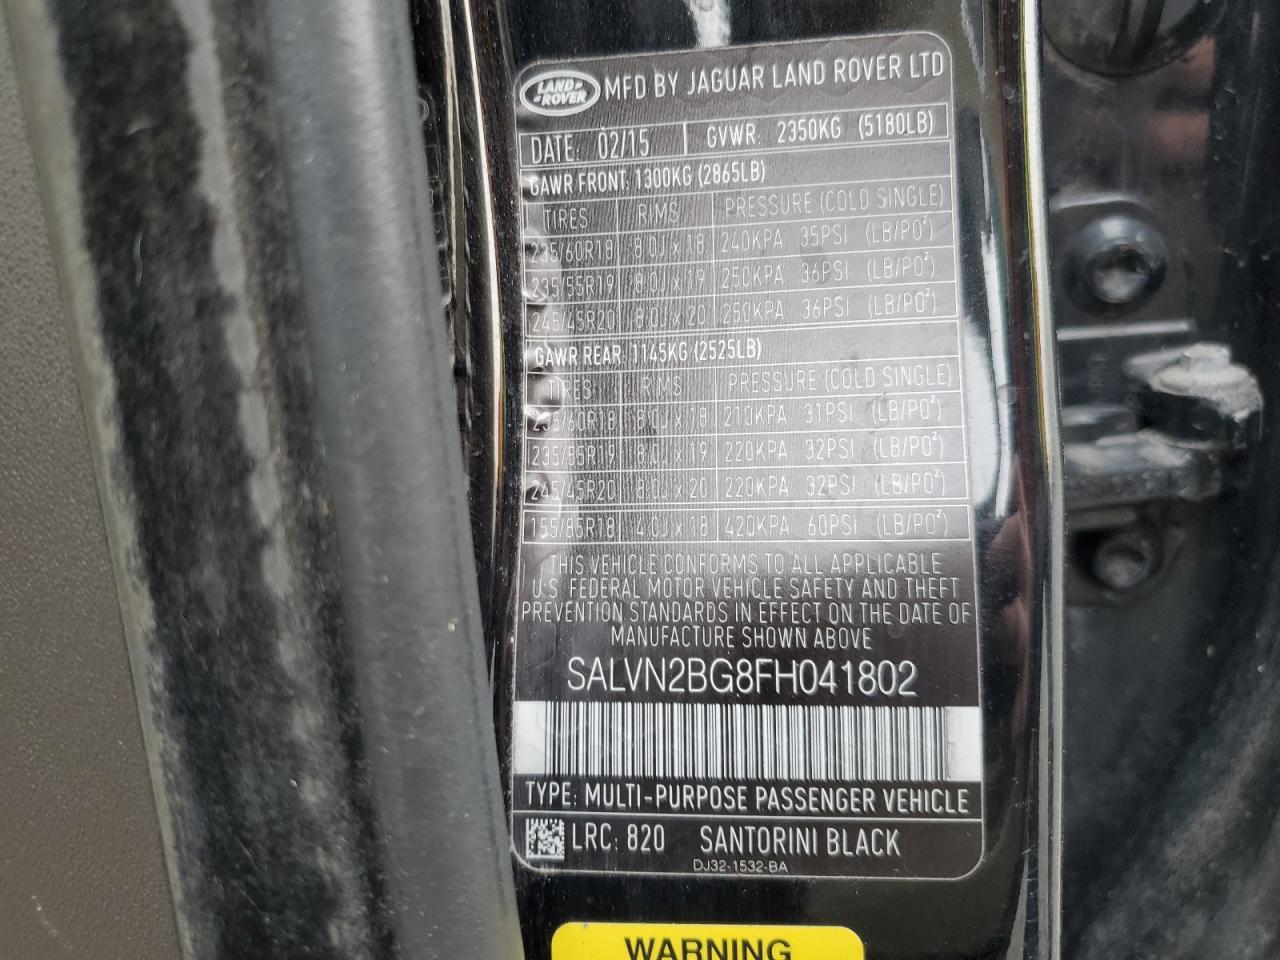 LAND-
-ROVER
MFD BY JAGUAR LAND ROVER LTD
DATE: 02/15 GVWR: 2350KG (5180LB)
GAWR FRONT: 1300KG (2865LB)
TIRES RIMS PRESSURE (COLD SINGLE)
235/60R18 8.0J x 18 240KPA 35PSI (LB/PO²)
235/55R19 8.0J x 19 250KPA 36PSI (LB/PO²)
245/45R20 8.0J x 20 250KPA 36PSI (LB/PO²)
GAWR REAR: 1145KG (2525LB)
TIRES RIMS PRESSURE (COLD SINGLE)
235/60R18 8.0J x 18 210KPA 31PSI (LB/PO²)
235/55R19 8.0J x 19 220KPA 32PSI (LB/PO²)
245/45R20 8.0J x 20 220KPA 32PSI (LB/PO²)
155/85R18 4.0J x 18 420KPA 60PSI (LB/PO²)
THIS VEHICLE CONFORMS TO ALL APPLICABLE
U.S FEDERAL MOTOR VEHICLE SAFETY AND THEFT
PREVENTION STANDARDS IN EFFECT ON THE DATE OF
MANUFACTURE SHOWN ABOVE
SALVN2BG8FH041802
TYPE: MULTI-PURPOSE PASSENGER VEHICLE
LRC: 820 SANTORINI BLACK
DJ32-1532-BA
WARNING